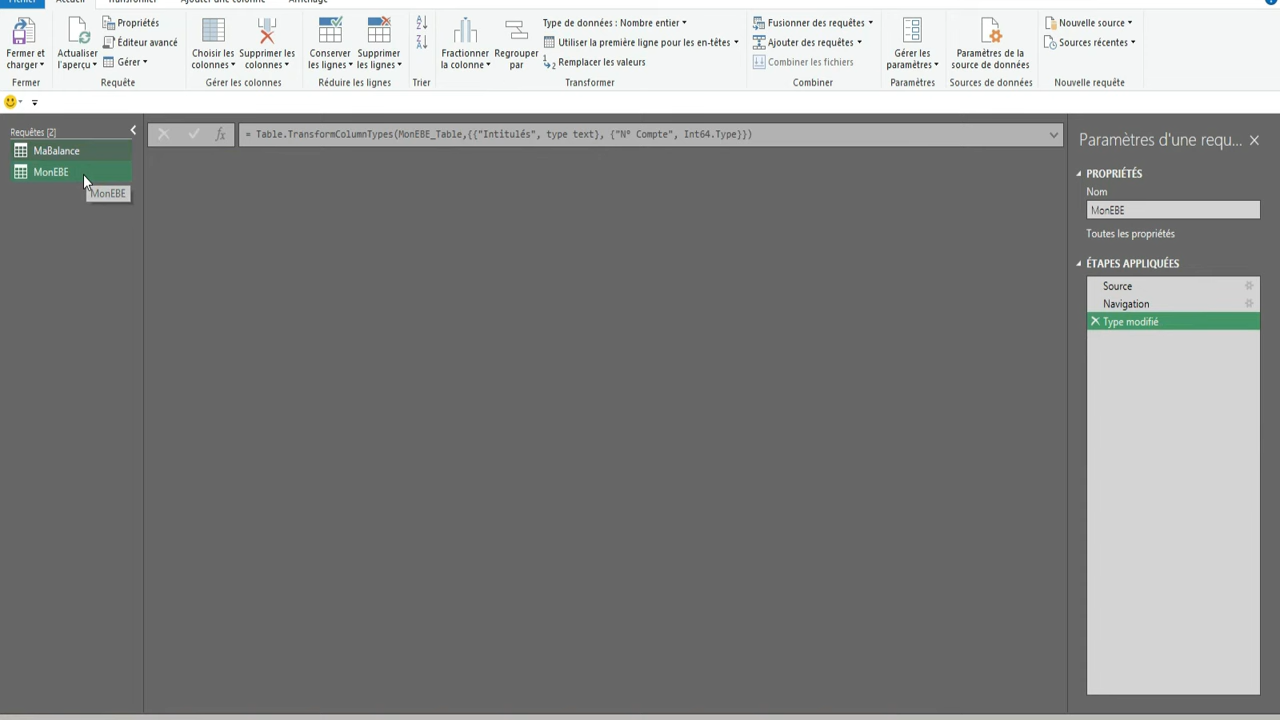 Fichier Accueil Transformer Ajouter une colonne Affichage
Fermer et charger
Fermer
Actualiser l'aperçu
Propriétés
Éditeur avancé
Gérer
Requête
Choisir les colonnes
Supprimer les colonnes
Gérer les colonnes
Conserver les lignes
Supprimer les lignes
Réduire les lignes
Trier
Fractionner la colonne
Regrouper par
Type de données : Nombre entier
Utiliser la première ligne pour les en-têtes
Remplacer les valeurs
Transformer
Fusionner des requêtes
Ajouter des requêtes
Combiner les fichiers
Combiner
Gérer les paramètres
Paramètres
Paramètres de la source de données
Sources de données
Nouvelle source
Sources récentes
Nouvelle requête
Requêtes [2]
MaBalance
MonEBE
MonEBE
fx
= Table.TransformColumnTypes(MonEBE_Table,{{"Intitulés", type text}, {"N° Compte", Int64.Type}})
Paramètres d'une requ...
PROPRIÉTÉS
Nom
MonEBE
Toutes les propriétés
ÉTAPES APPLIQUÉES
Source
Navigation
Type modifié